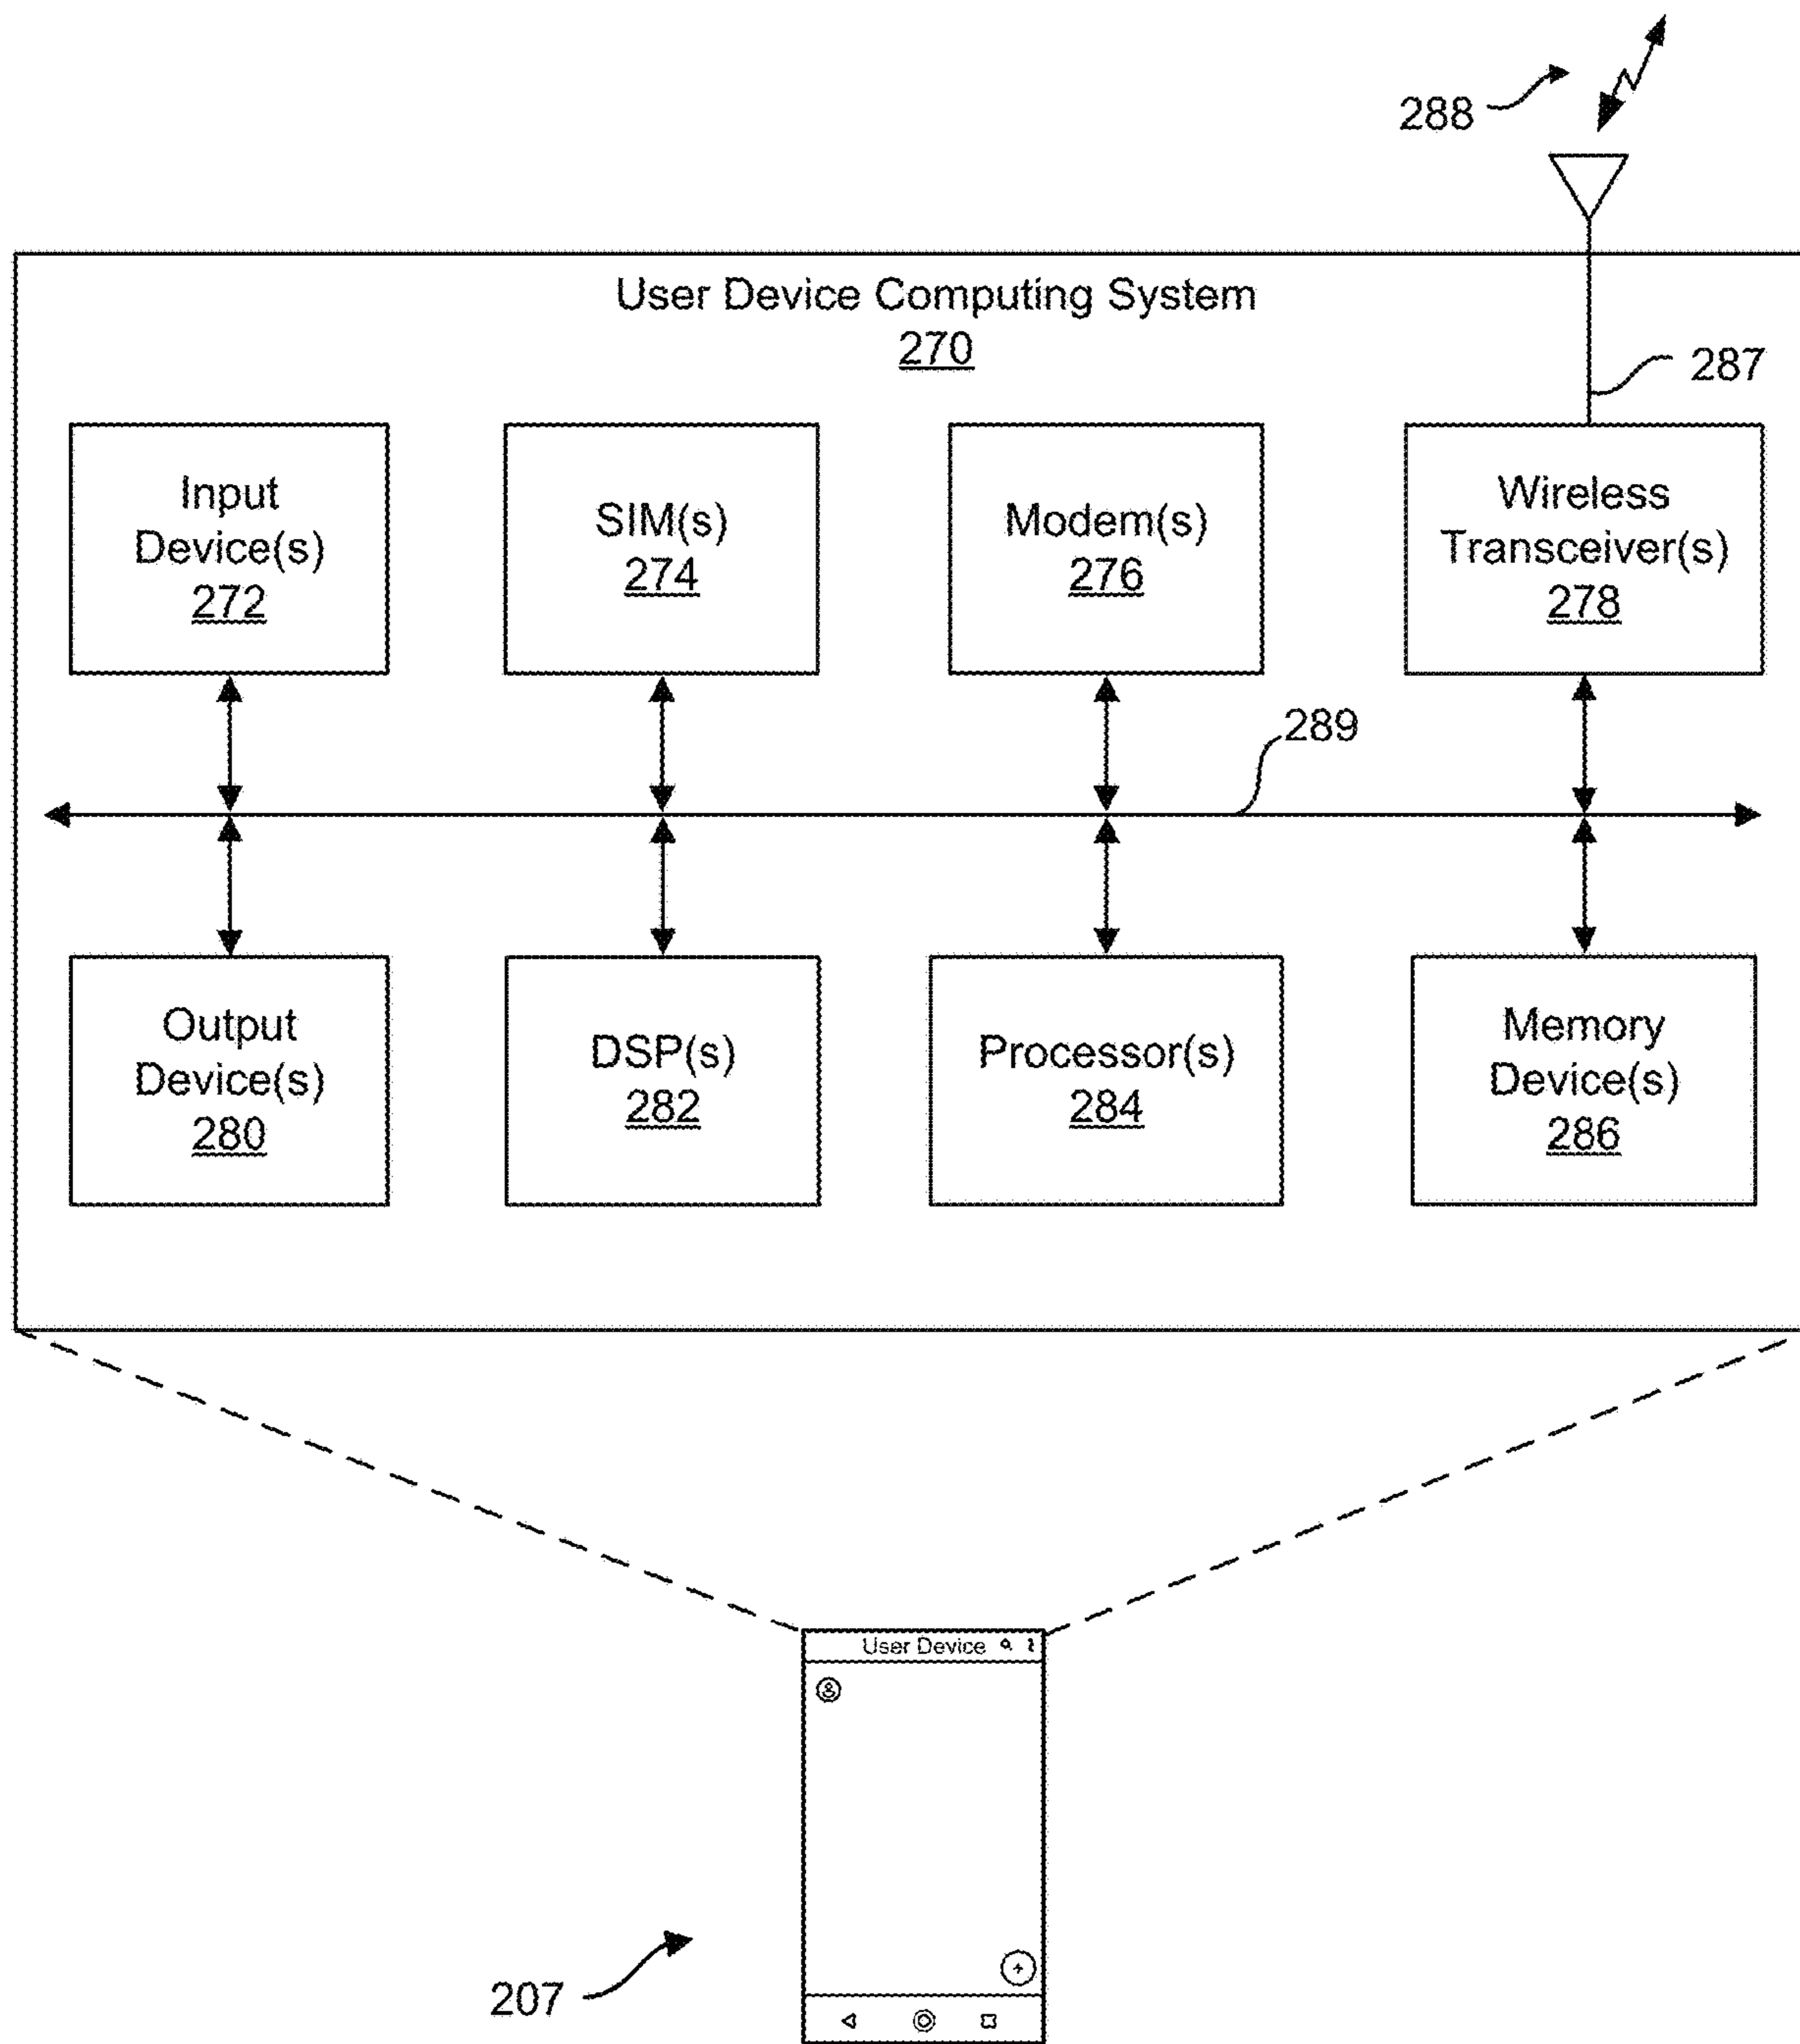 288
User Device Computing System
270
287
Input
Device(s)
272
SIM(s)
274
Modem(s)
276
Wireless
Transceiver(s)
278
289
Output
Device(s)
280
DSP(s)
282
Processor(s)
284
Memory
Device(s)
286
User Device
207